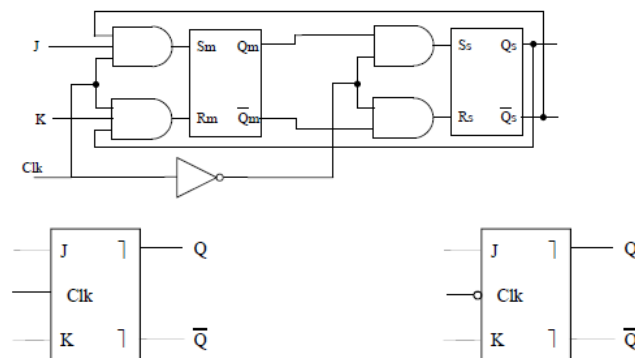 J Sm Qm Ss Qs
K Rm Q̅m Rs Q̅s
Clk
J ⅂ Q
Clk
K ⅂ Q̅
J ⅂ Q
Clk
K ⅂ Q̅